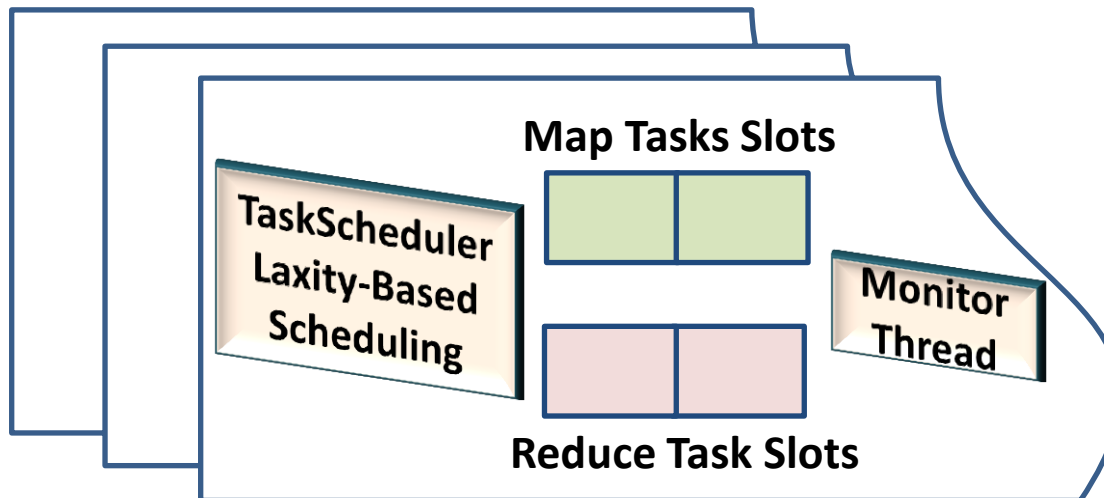 Map Tasks Slots
TaskScheduler
Laxity-Based
Scheduling
Monitor
Thread
Reduce Task Slots